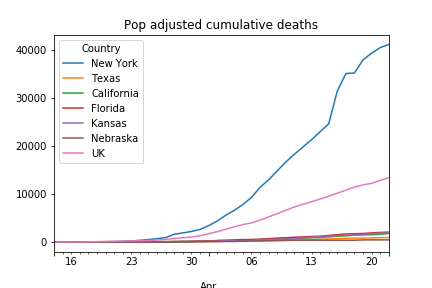 Pop adjusted cumulative deaths
40000
30000
20000
10000
0
Country
New York
Texas
California
Florida
Kansas
Nebraska
UK
16 23 30 06 13 20
Apr